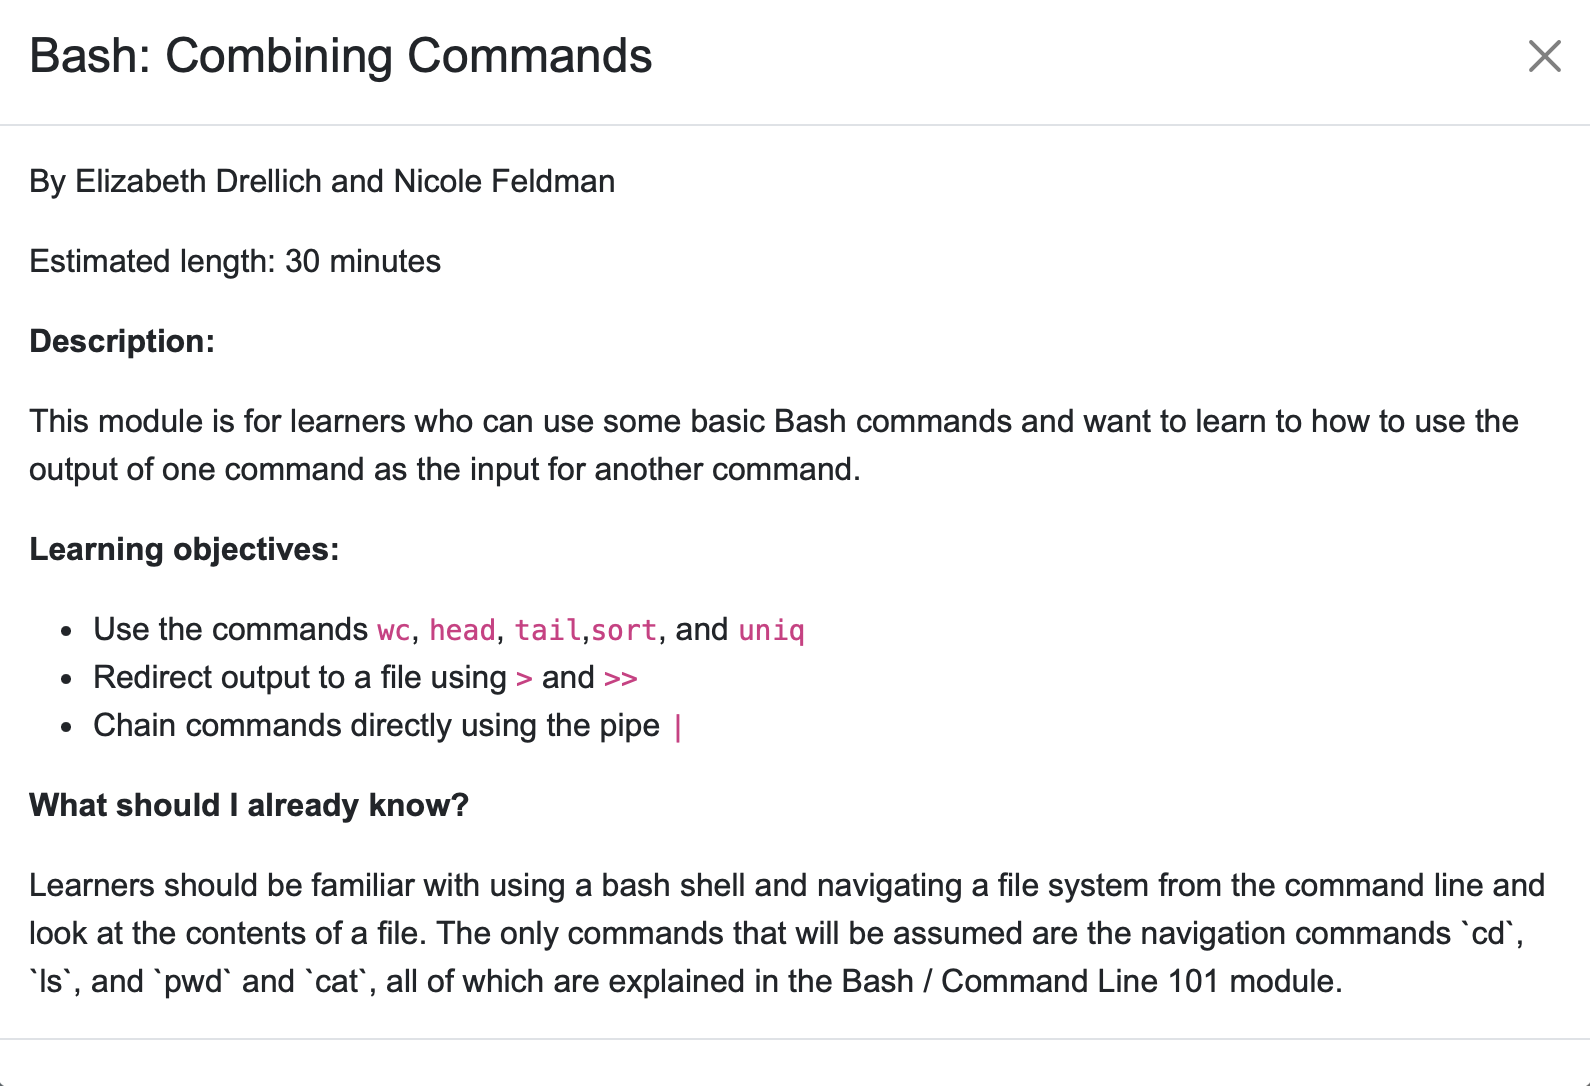 Bash: Combining Commands
By Elizabeth Drellich and Nicole Feldman
Estimated length: 30 minutes
Description:
This module is for learners who can use some basic Bash commands and want to learn to how to use the
output of one command as the input for another command.
Learning objectives:
• Use the commands wc, head, tail,sort, and uniq
• Redirect output to a file using > and >>
• Chain commands directly using the pipe |
What should I already know?
Learners should be familiar with using a bash shell and navigating a file system from the command line and
look at the contents of a file. The only commands that will be assumed are the navigation commands `cd`,
`ls`, and `pwd` and `cat`, all of which are explained in the Bash / Command Line 101 module.